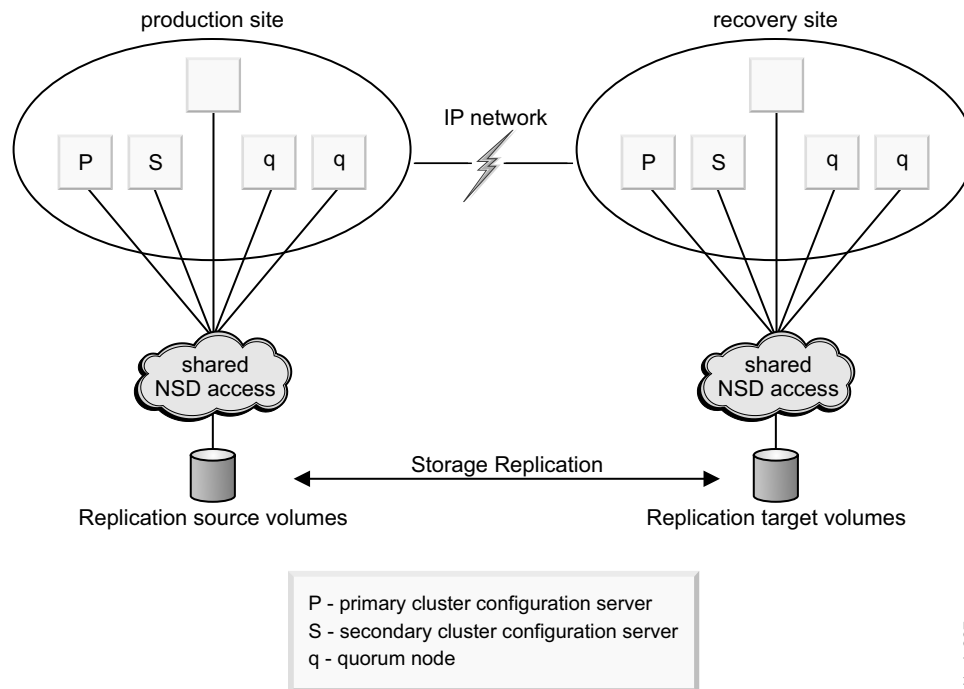 production site
recovery site
IP network
P
S
q
q
P
S
q
q
shared
NSD access
shared
NSD access
Storage Replication
Replication source volumes
Replication target volumes
P - primary cluster configuration server
S - secondary cluster configuration server
q - quorum node